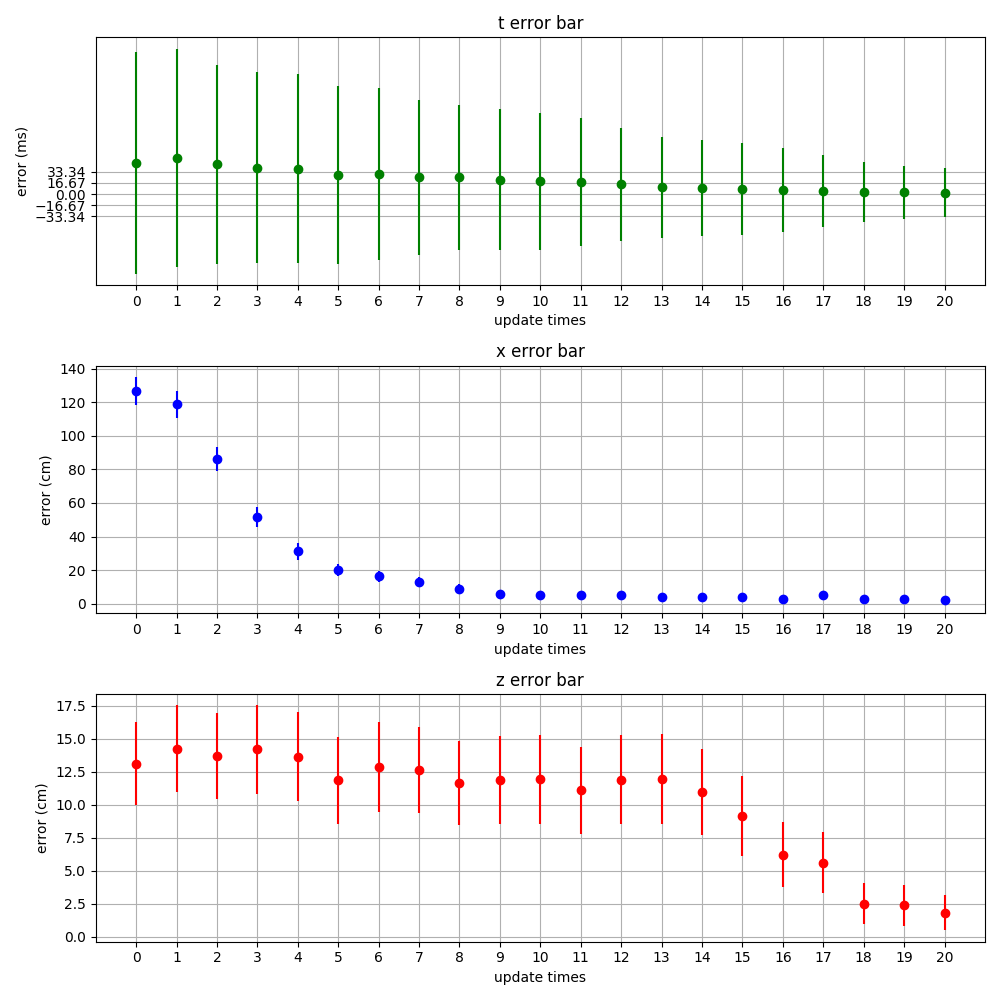 t error bar
error (ms)
33.34
16.67
0.00
−16.67
−33.34
0 1 2 3 4 5 6 7 8 9 10 11 12 13 14 15 16 17 18 19 20
update times
x error bar
error (cm)
140
120
100
80
60
40
20
0
0 1 2 3 4 5 6 7 8 9 10 11 12 13 14 15 16 17 18 19 20
update times
z error bar
error (cm)
17.5
15.0
12.5
10.0
7.5
5.0
2.5
0.0
0 1 2 3 4 5 6 7 8 9 10 11 12 13 14 15 16 17 18 19 20
update times